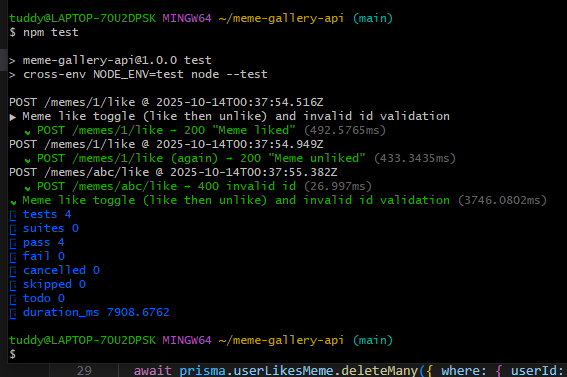 tuddy@LAPTOP-7OU2DPSK MINGW64 ~/meme-gallery-api (main)
$ npm test
> meme-gallery-api@1.0.0 test
> cross-env NODE_ENV=test node --test
POST /memes/1/like @ 2025-10-14T00:37:54.516Z
▶ Meme like toggle (like then unlike) and invalid id validation
✔ POST /memes/1/like → 200 "Meme liked" (492.5765ms)
POST /memes/1/like @ 2025-10-14T00:37:54.949Z
✔ POST /memes/1/like (again) → 200 "Meme unliked" (433.3435ms)
POST /memes/abc/like @ 2025-10-14T00:37:55.382Z
✔ POST /memes/abc/like → 400 invalid id (26.997ms)
✔ Meme like toggle (like then unlike) and invalid id validation (3746.0802ms)
tests 4
suites 0
pass 4
fail 0
cancelled 0
skipped 0
todo 0
duration_ms 7908.6762
tuddy@LAPTOP-7OU2DPSK MINGW64 ~/meme-gallery-api (main)
$
29 await prisma.userLikesMeme.deleteMany({ where: { userId: